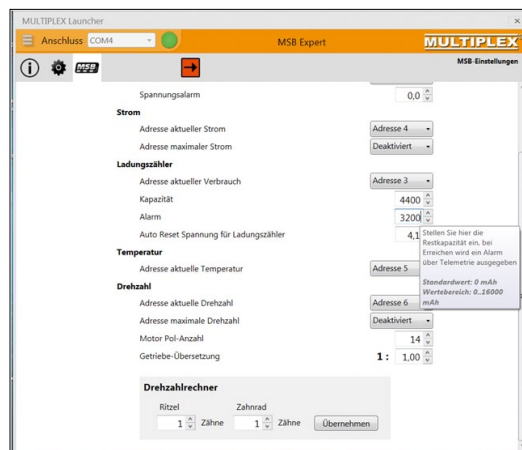 MULTIPLEX Launcher
Anschluss COM4
MSB Expert
MULTIPLEX
MSB
MSB-Einstellungen
Spannungsalarm 0,0
Strom
Adresse aktueller Strom Adresse 4
Adresse maximaler Strom Deaktiviert
Ladungszähler
Adresse aktueller Verbrauch Adresse 3
Kapazität 4400
Alarm 3200
Auto Reset Spannung für Ladungszähler 4,1
Stellen Sie hier die
Restkapazität ein, bei
Erreichen wird ein Alarm
über Telemetrie ausgegeben
Standardwert: 0 mAh
Wertebereich: 0..16000
mAh
Temperatur
Adresse aktuelle Temperatur Adresse 5
Drehzahl
Adresse aktuelle Drehzahl Adresse 6
Adresse maximale Drehzahl Deaktiviert
Motor Pol-Anzahl 14
Getriebe-Übersetzung 1 : 1,00
Drehzahlrechner
Ritzel Zahnrad
1 Zähne 1 Zähne Übernehmen